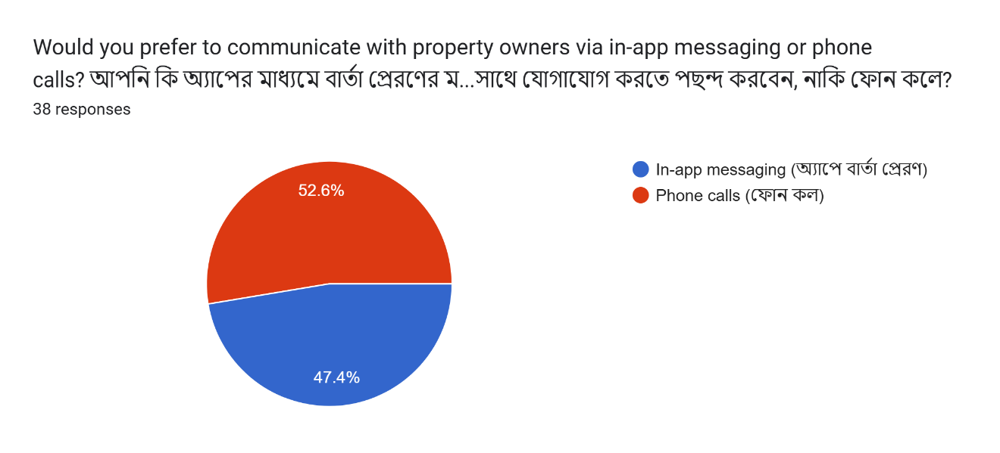 Would you prefer to communicate with property owners via in-app messaging or phone
calls? আপনি কি অ্যাপের মাধ্যমে বার্তা প্রেরণের ম...সাথে যোগাযোগ করতে পছন্দ করবেন, নাকি ফোন কলে?
38 responses
In-app messaging (অ্যাপে বার্তা প্রেরণ)
Phone calls (ফোন কল)
52.6%
47.4%